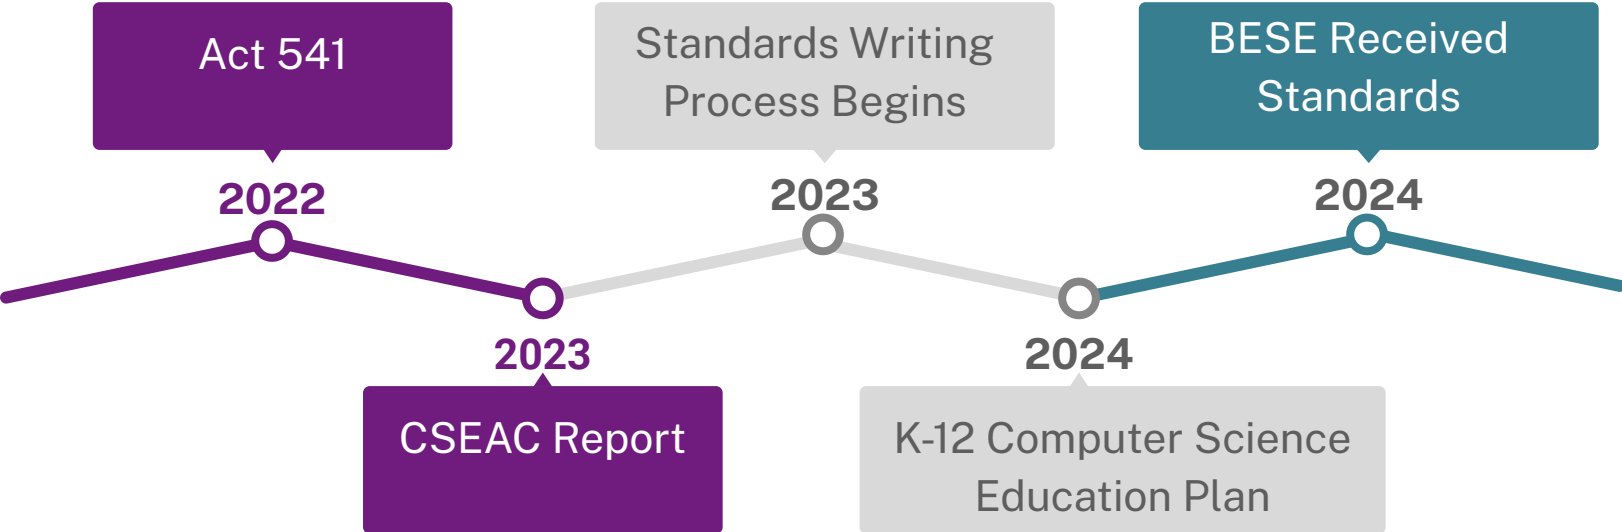 Act 541
2022
2023
CSEAC Report
Standards Writing
Process Begins
2023
2024
K-12 Computer Science
Education Plan
BESE Received
Standards
2024